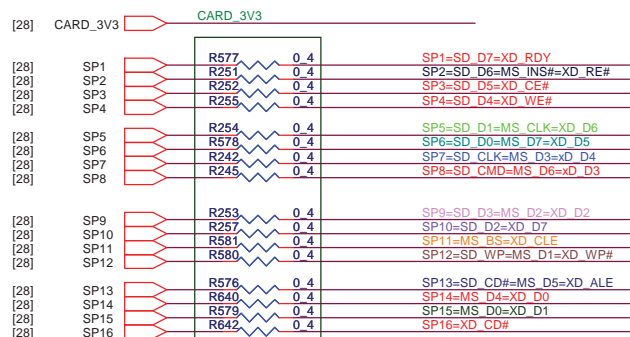 [28] CARD_3V3 CARD_3V3
[28] SP1 R577 0_4 SP1=SD_D7=XD_RDY
[28] SP2 R251 0_4 SP2=SD_D6=MS_INS#=XD_RE#
[28] SP3 R252 0_4 SP3=SD_D5=XD_CE#
[28] SP4 R255 0_4 SP4=SD_D4=XD_WE#
[28] SP5 R254 0_4 SP5=SD_D1=MS_CLK=XD_D6
[28] SP6 R578 0_4 SP6=SD_D0=MS_D7=XD_D5
[28] SP7 R242 0_4 SP7=SD_CLK=MS_D3=xD_D4
[28] SP8 R245 0_4 SP8=SD_CMD=MS_D6=xD_D3
[28] SP9 R253 0_4 SP9=SD_D3=MS_D2=XD_D2
[28] SP10 R257 0_4 SP10=SD_D2=XD_D7
[28] SP11 R581 0_4 SP11=MS_BS=XD_CLE
[28] SP12 R580 0_4 SP12=SD_WP=MS_D1=XD_WP#
[28] SP13 R576 0_4 SP13=SD_CD#=MS_D5=XD_ALE
[28] SP14 R640 0_4 SP14=MS_D4=XD_D0
[28] SP15 R579 0_4 SP15=MS_D0=XD_D1
[28] SP16 R642 0_4 SP16=XD_CD#